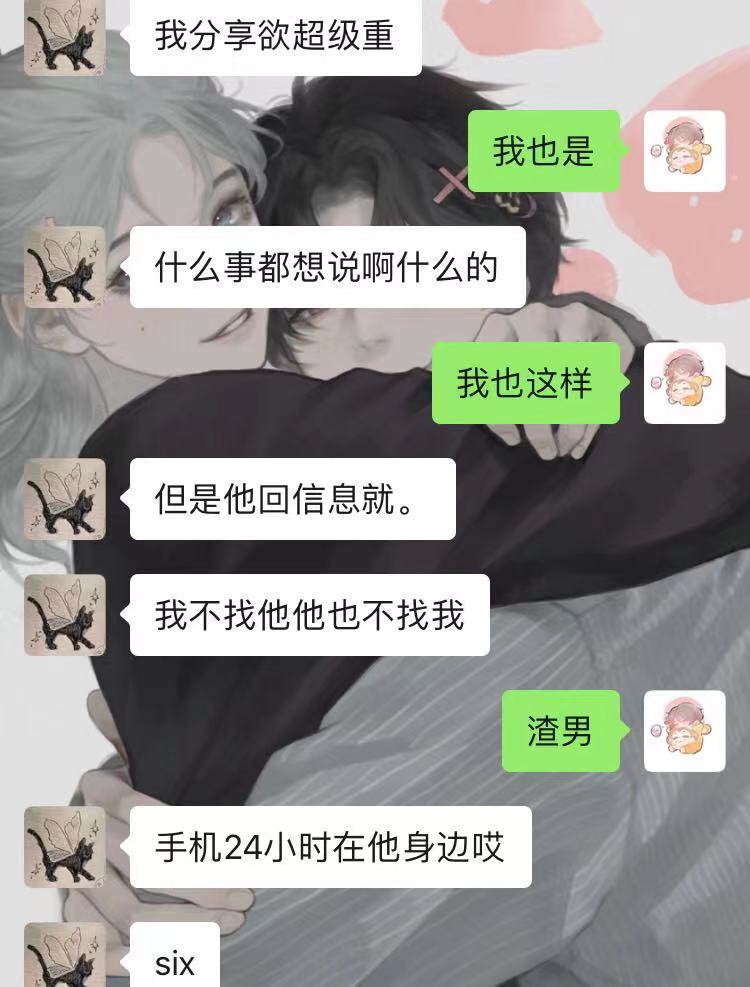 我分享欲超级重
我也是
什么事都想说啊什么的
我也这样
但是他回信息就。
我不找他他也不找我
渣男
手机24小时在他身边哎
six